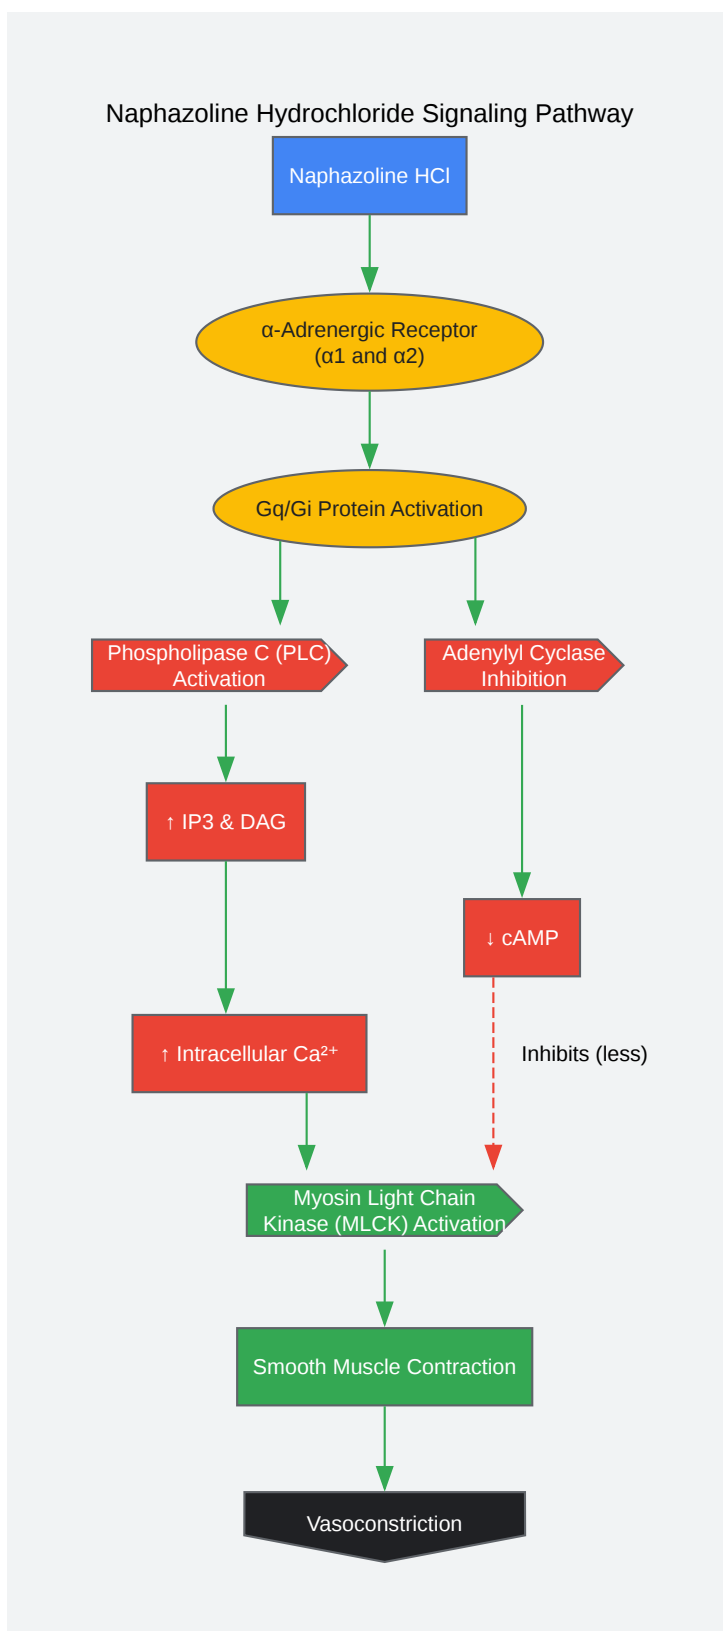 Naphazoline Hydrochloride Signaling Pathway
Naphazoline HCl
α-Adrenergic Receptor
(α1 and α2)
Gq/Gi Protein Activation
Phospholipase C (PLC)
Activation
Adenylyl Cyclase
Inhibition
↑ IP3 & DAG
↓ cAMP
↑ Intracellular Ca²⁺
Inhibits (less)
Myosin Light Chain
Kinase (MLCK) Activation
Smooth Muscle Contraction
Vasoconstriction